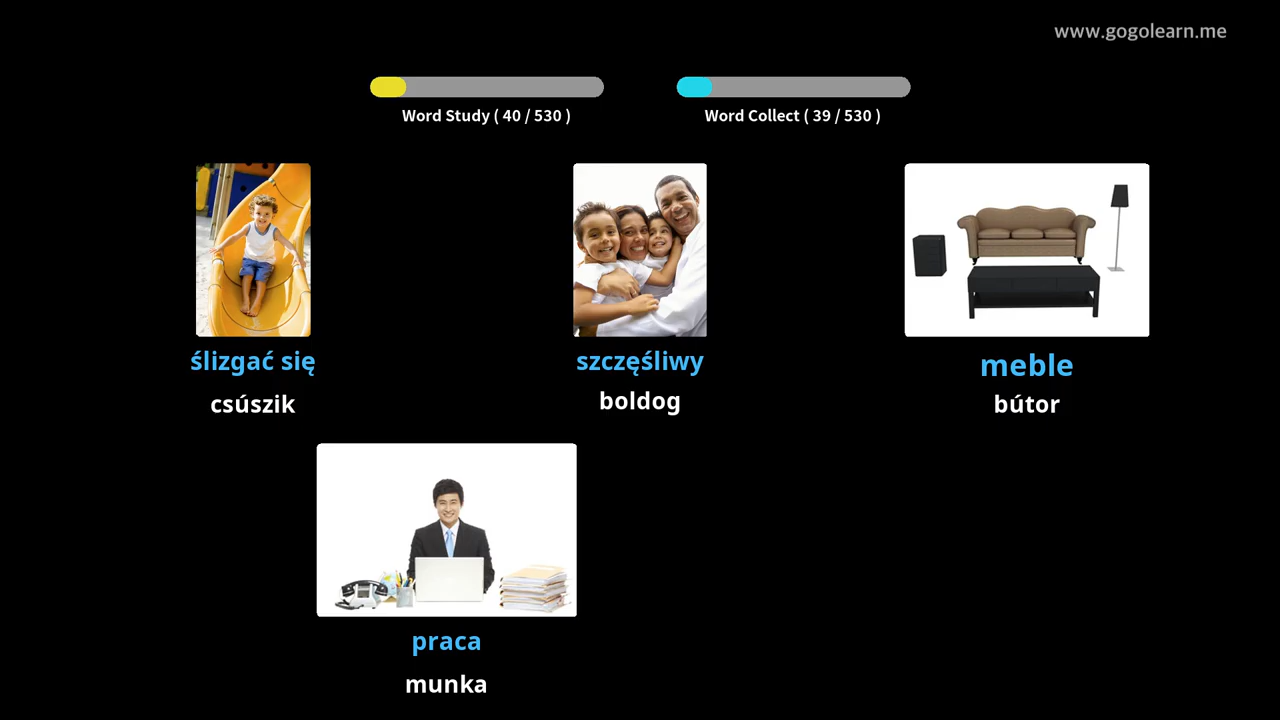 www.gogolearn.me
Word Study ( 40 / 530 )
Word Collect ( 39 / 530 )
ślizgać się
csúszik
szczęśliwy
boldog
meble
bútor
praca
munka